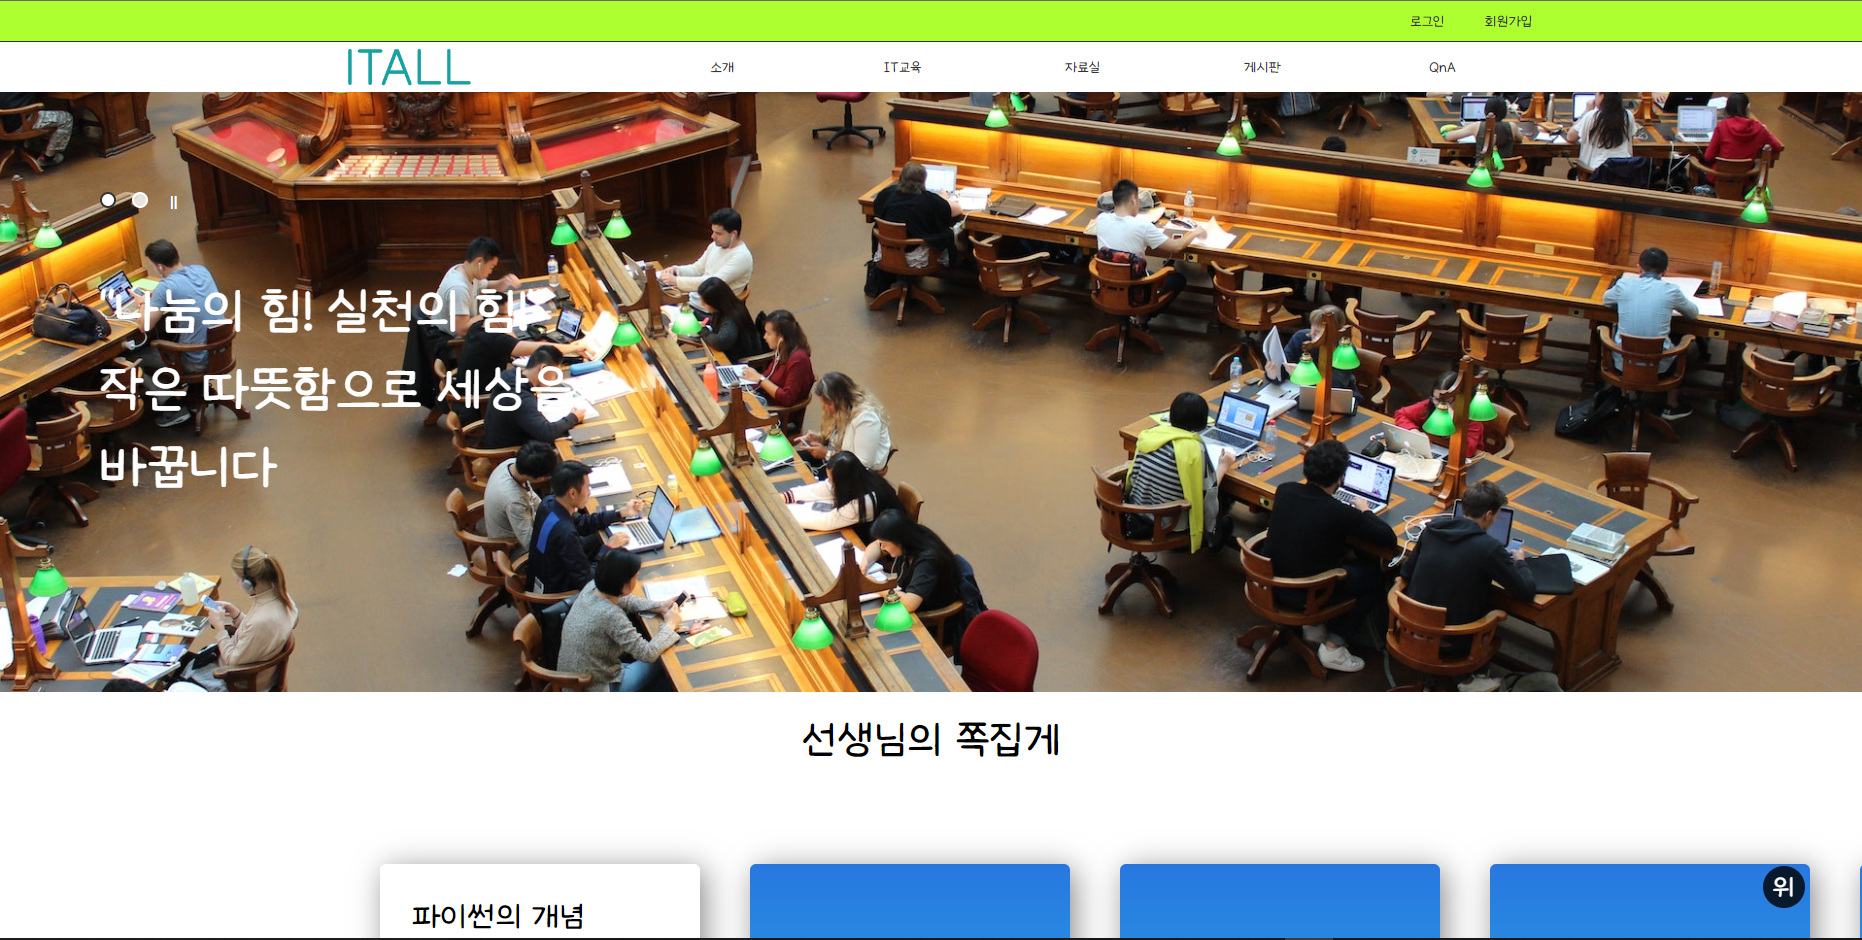 로그인 회원가입
ITALL 소개 IT교육 자료실 게시판 QnA
"나눔의 힘! 실천의 힘!"
작은 따뜻함으로 세상을
바꿉니다
선생님의 쪽집게
파이썬의 개념
위